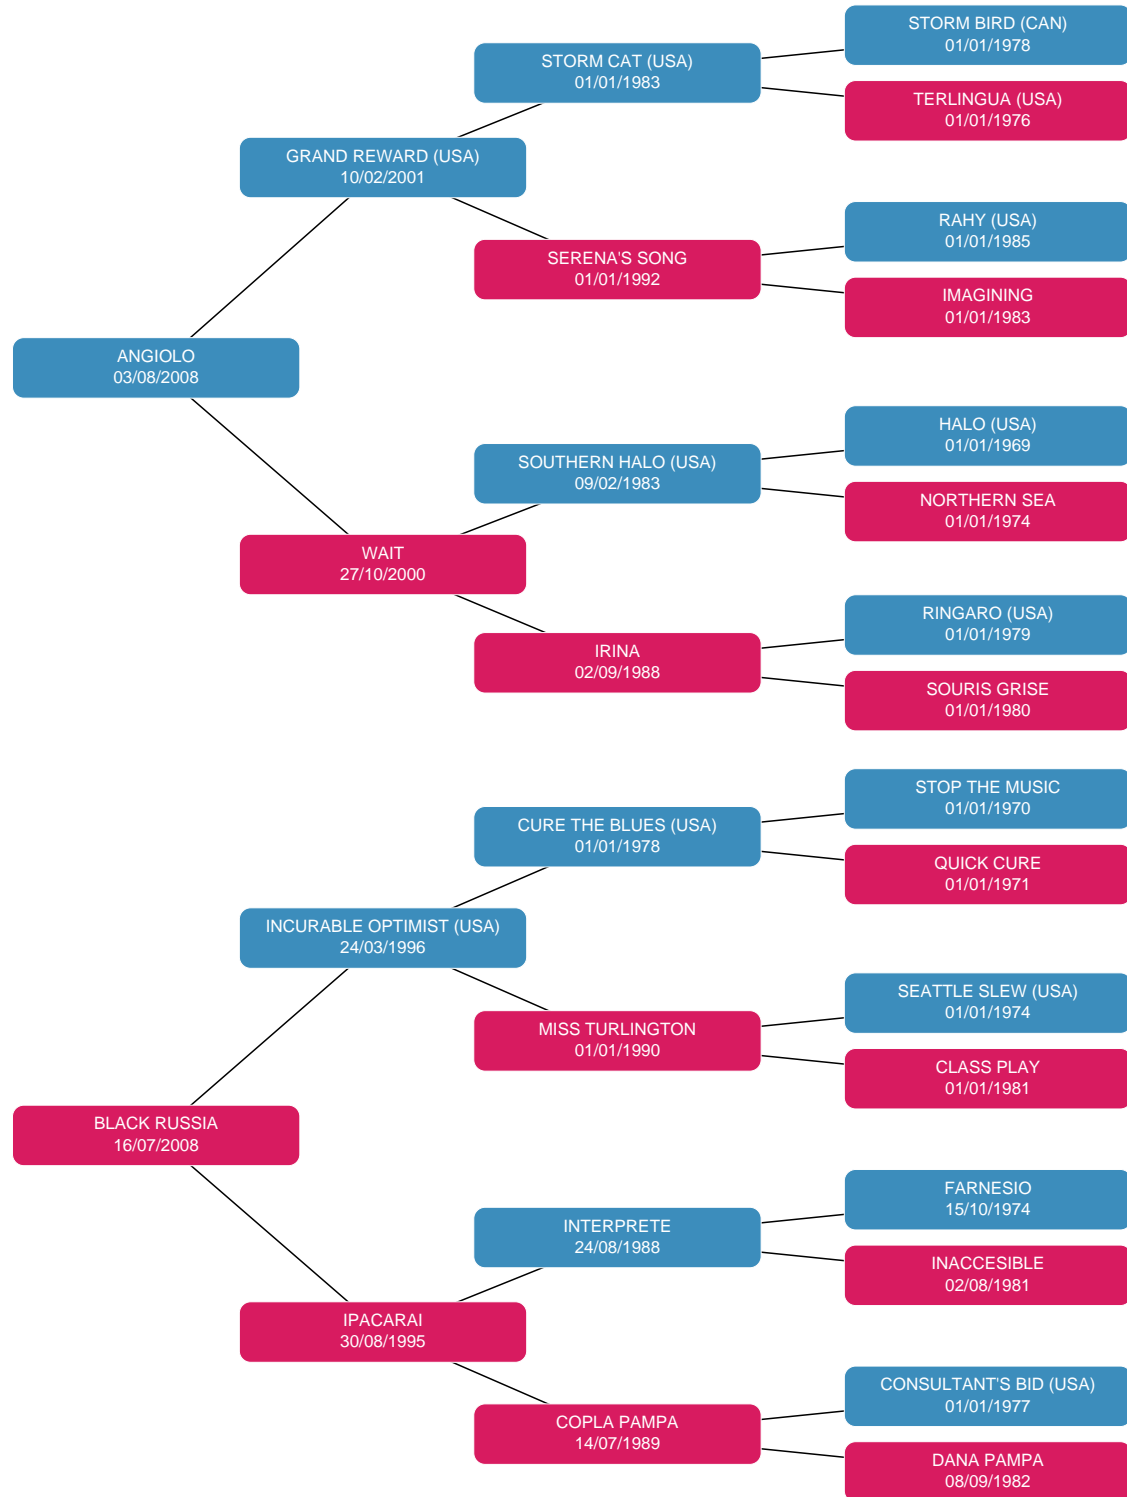 STORM BIRD (CAN)
01/01/1978
STORM CAT (USA)
01/01/1983
TERLINGUA (USA)
01/01/1976
GRAND REWARD (USA)
10/02/2001
RAHY (USA)
01/01/1985
SERENA'S SONG
01/01/1992
IMAGINING
01/01/1983
ANGIOLO
03/08/2008
HALO (USA)
01/01/1969
SOUTHERN HALO (USA)
09/02/1983
NORTHERN SEA
01/01/1974
WAIT
27/10/2000
RINGARO (USA)
01/01/1979
IRINA
02/09/1988
SOURIS GRISE
01/01/1980
STOP THE MUSIC
01/01/1970
CURE THE BLUES (USA)
01/01/1978
QUICK CURE
01/01/1971
INCURABLE OPTIMIST (USA)
24/03/1996
SEATTLE SLEW (USA)
01/01/1974
MISS TURLINGTON
01/01/1990
CLASS PLAY
01/01/1981
BLACK RUSSIA
16/07/2008
FARNESIO
15/10/1974
INTERPRETE
24/08/1988
INACCESIBLE
02/08/1981
IPACARAI
30/08/1995
CONSULTANT'S BID (USA)
01/01/1977
COPLA PAMPA
14/07/1989
DANA PAMPA
08/09/1982